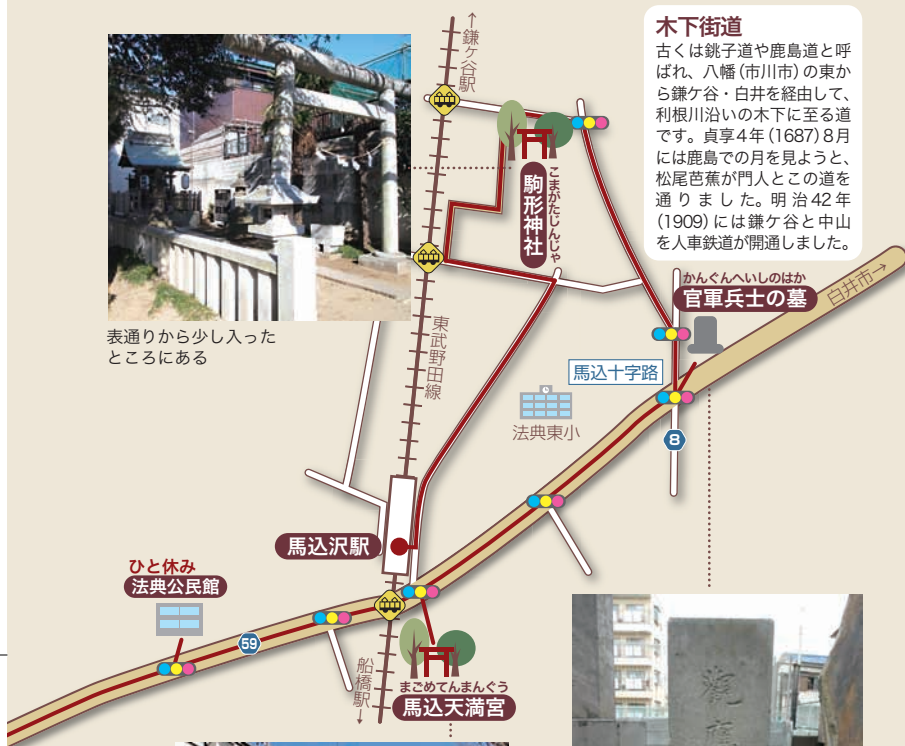 木下街道
古くは銚子道や鹿島道と呼
ばれ、八幡(市川市)の東か
ら鎌ケ谷・白井を経由して、
利根川沿いの木下に至る道
です。貞享4年(1687)8月
には鹿島での月を見ようと、
松尾芭蕉が門人とこの道を
通りました。明治42年
(1909)には鎌ケ谷と中山
を人車鉄道が開通しました。
↑鎌ヶ谷駅
こまがたじんじゃ
駒形神社
表通りから少し入った
ところにある
東武野田線
かんぐんへいしのはか
官軍兵士の墓
白井市→
馬込十字路
法典東小
8
馬込沢駅
ひと休み
法典公民館
59
船橋駅↓
まごめてんまんぐう
馬込天満宮